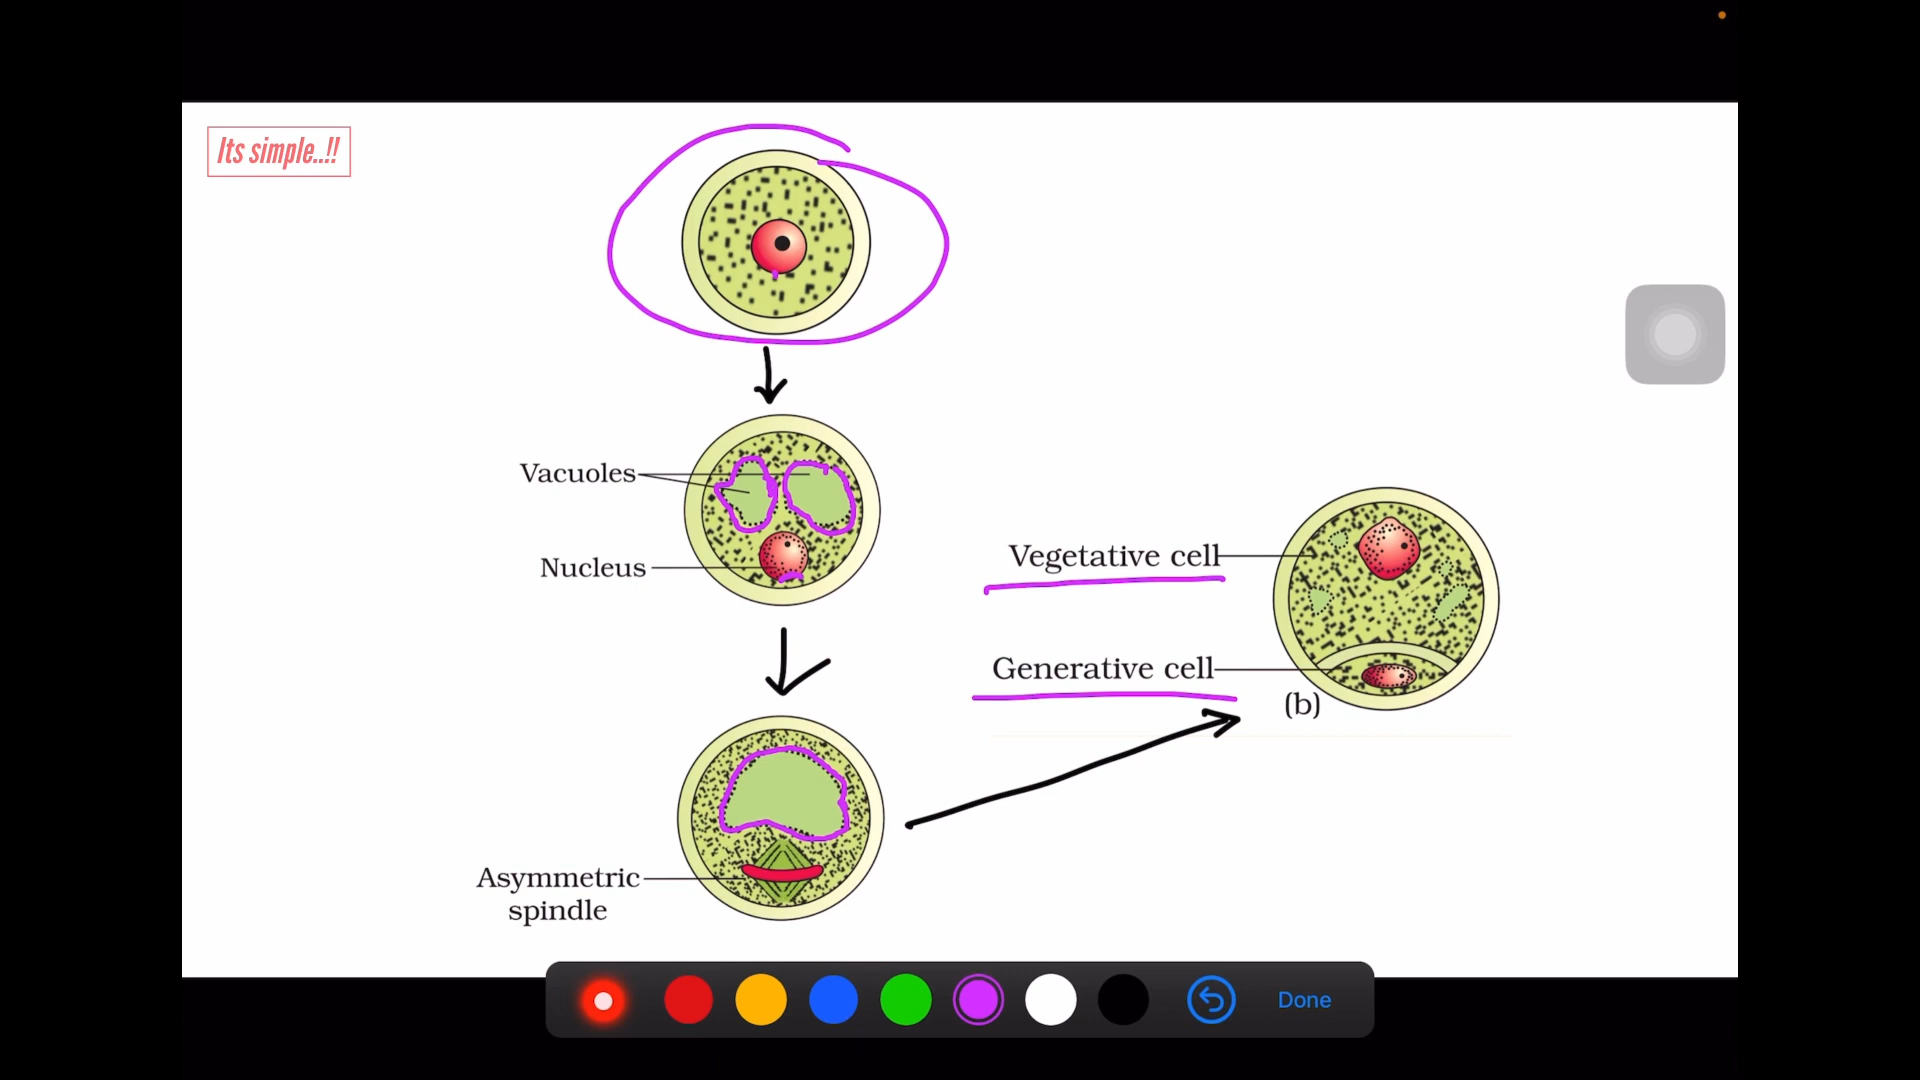 Its simple..!!
Vacuoles
Nucleus
Vegetative cell
Generative cell
(b)
Asymmetric
spindle
Done